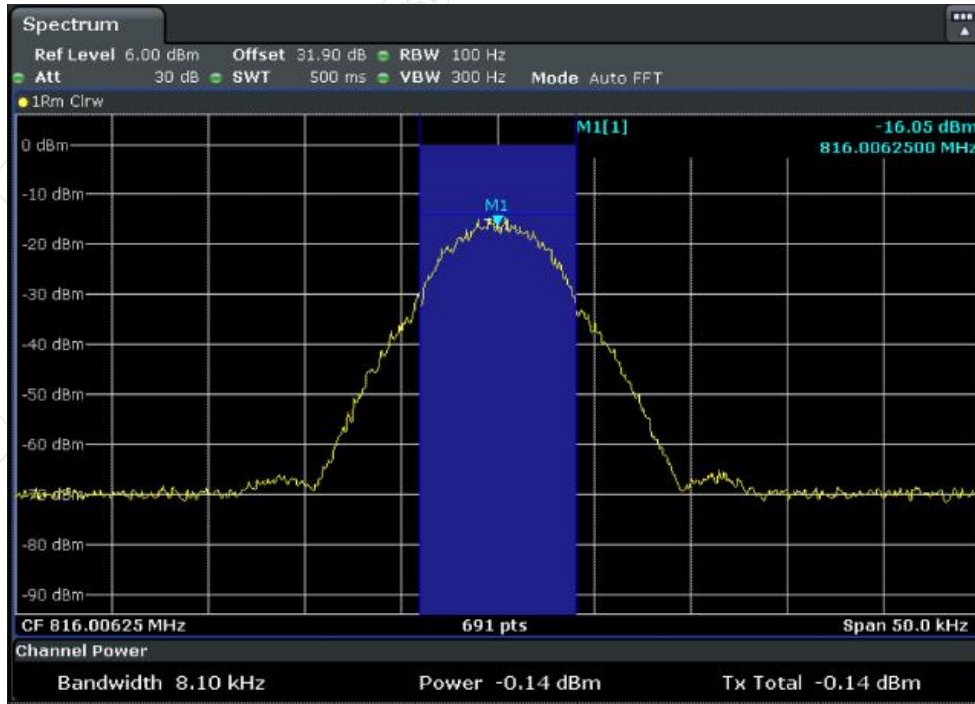 Spectrum
Ref Level 6.00 dBm Offset 31.90 dB RBW 100 Hz
Att 30 dB SWT 500 ms VBW 300 Hz Mode Auto FFT
1Rm Clrw
M1[1] -16.05 dBm
816.0062500 MHz
0 dBm
-10 dBm
M1
-20 dBm
-30 dBm
-40 dBm
-50 dBm
-60 dBm
-70 dBm
-80 dBm
-90 dBm
CF 816.00625 MHz 691 pts Span 50.0 kHz
Channel Power
Bandwidth 8.10 kHz Power -0.14 dBm Tx Total -0.14 dBm